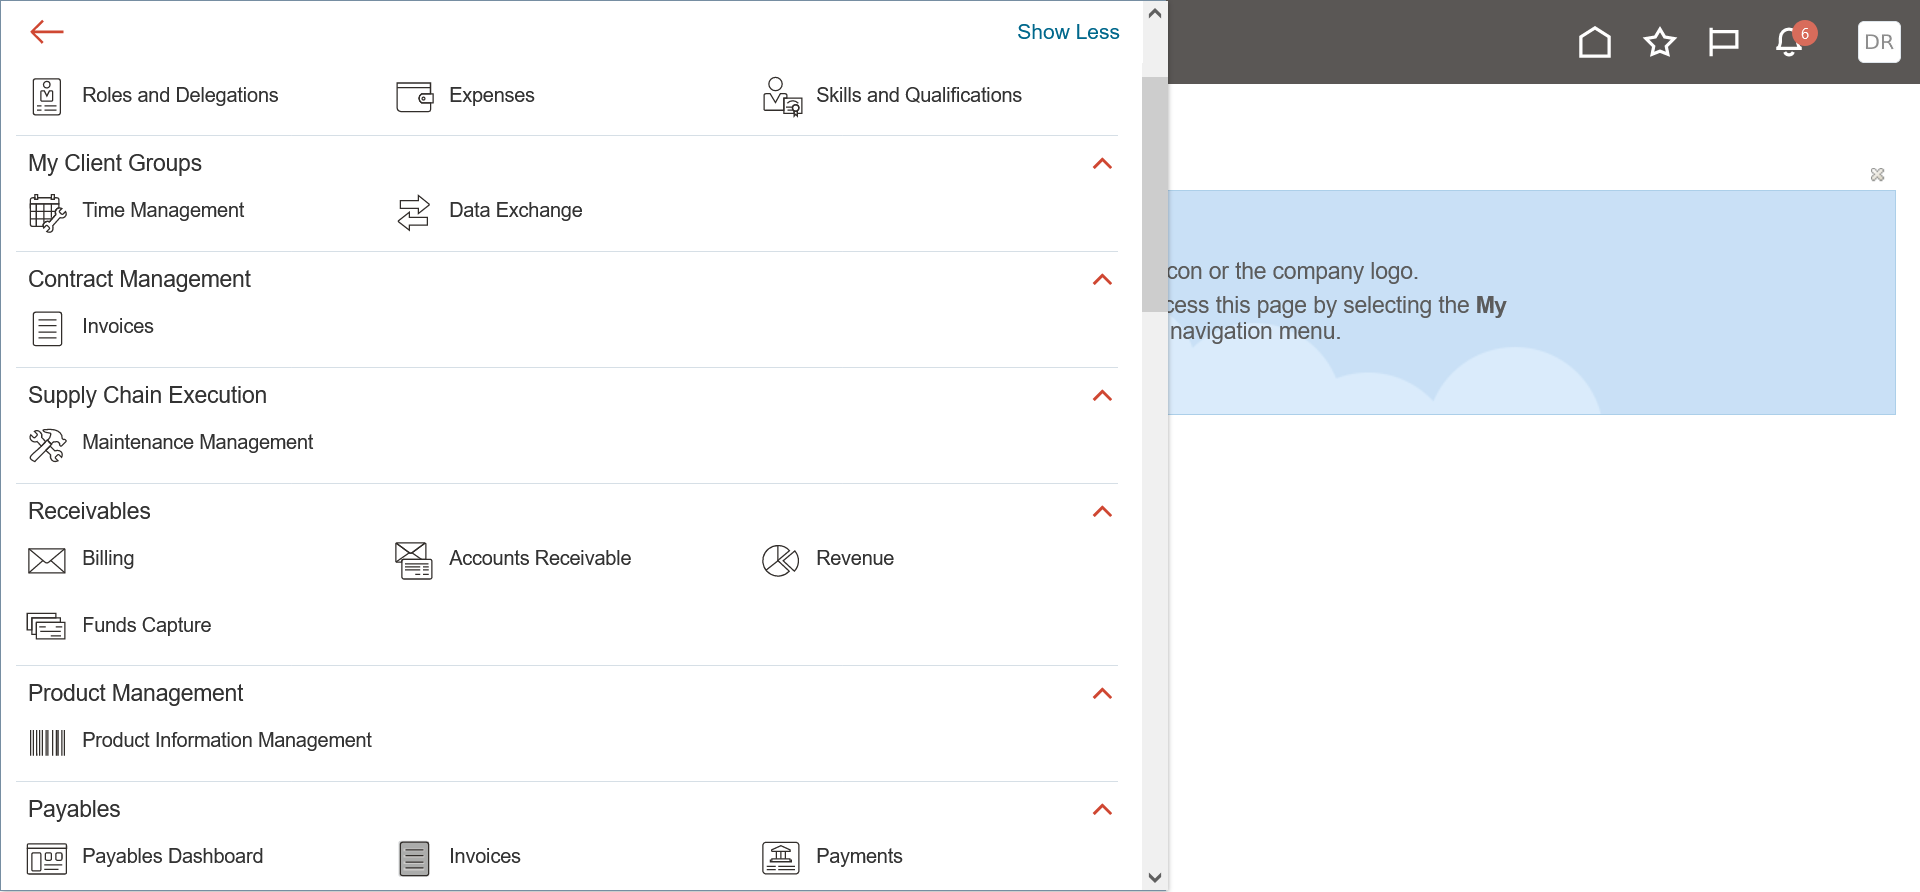 Show Less
6
DR
Roles and Delegations
Expenses
Skills and Qualifications
My Client Groups
Time Management
Data Exchange
Contract Management
Invoices
Supply Chain Execution
Maintenance Management
Receivables
Billing
Accounts Receivable
Revenue
Funds Capture
Product Management
Product Information Management
Payables
Payables Dashboard
Invoices
Payments
con or the company logo.
cess this page by selecting the My
navigation menu.